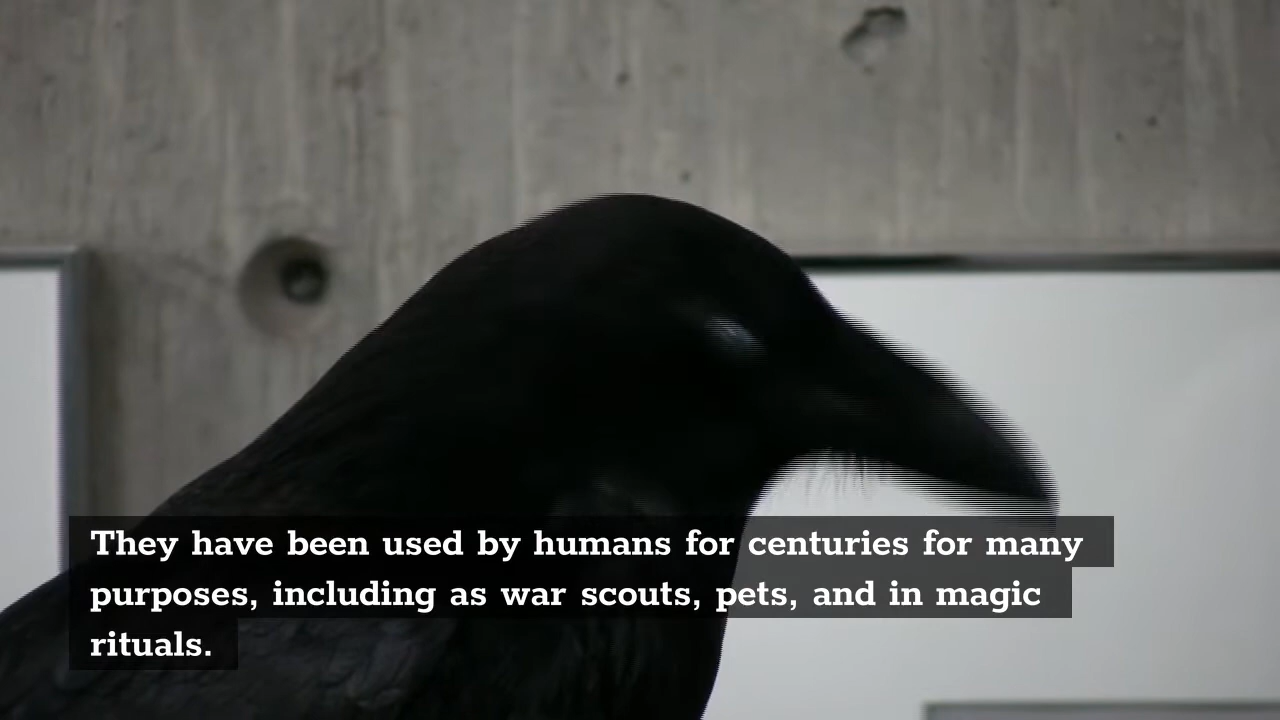 They have been used by humans for centuries for many
purposes, including as war scouts, pets, and in magic
rituals.